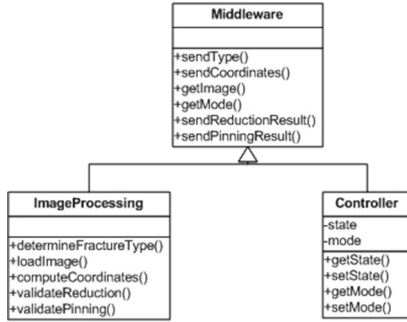 Middleware
+sendType()
+sendCoordinates()
+getImage()
+getMode()
+sendReductionResult()
+sendPinningResult()
ImageProcessing
+determineFractureType()
+loadImage()
+computeCoordinates()
+validateReduction()
+validatePinning()
Controller
-state
-mode
+getState()
+setState()
+getMode()
+setMode()